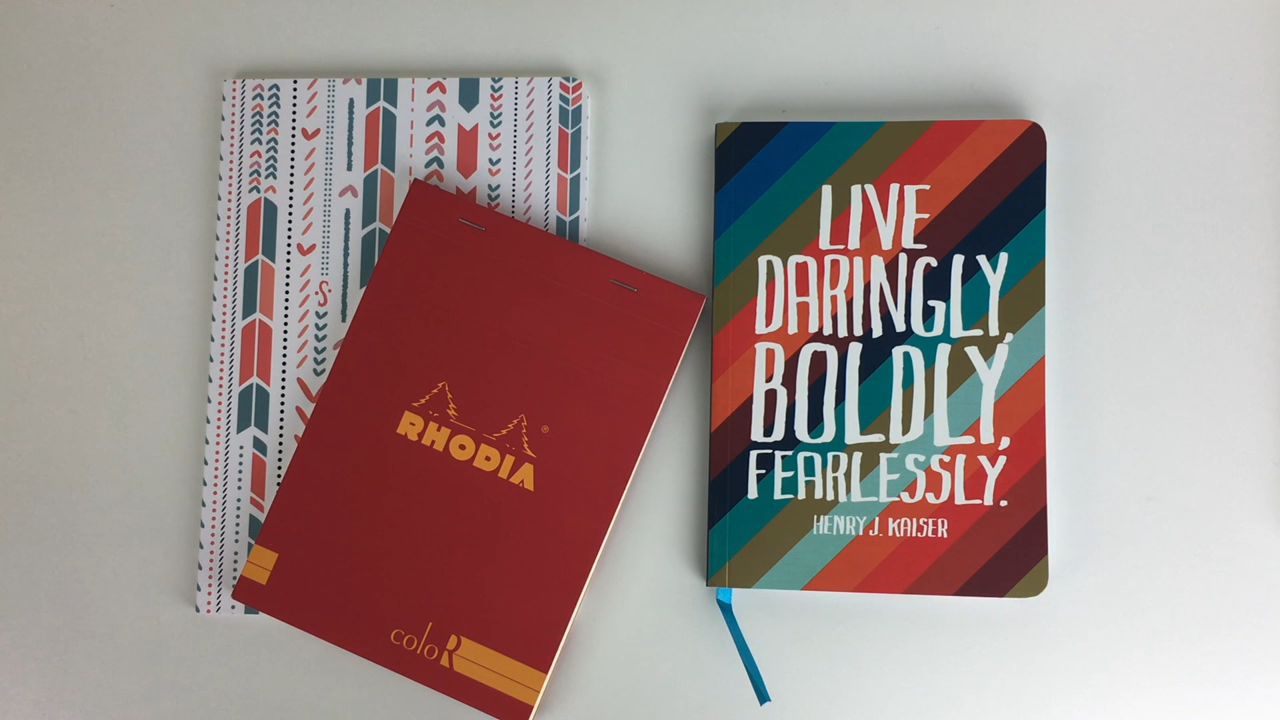 RHODIA®
coloR
LIVE
DARINGLY,
BOLDLY,
FEARLESSLY.
HENRY J. KAISER